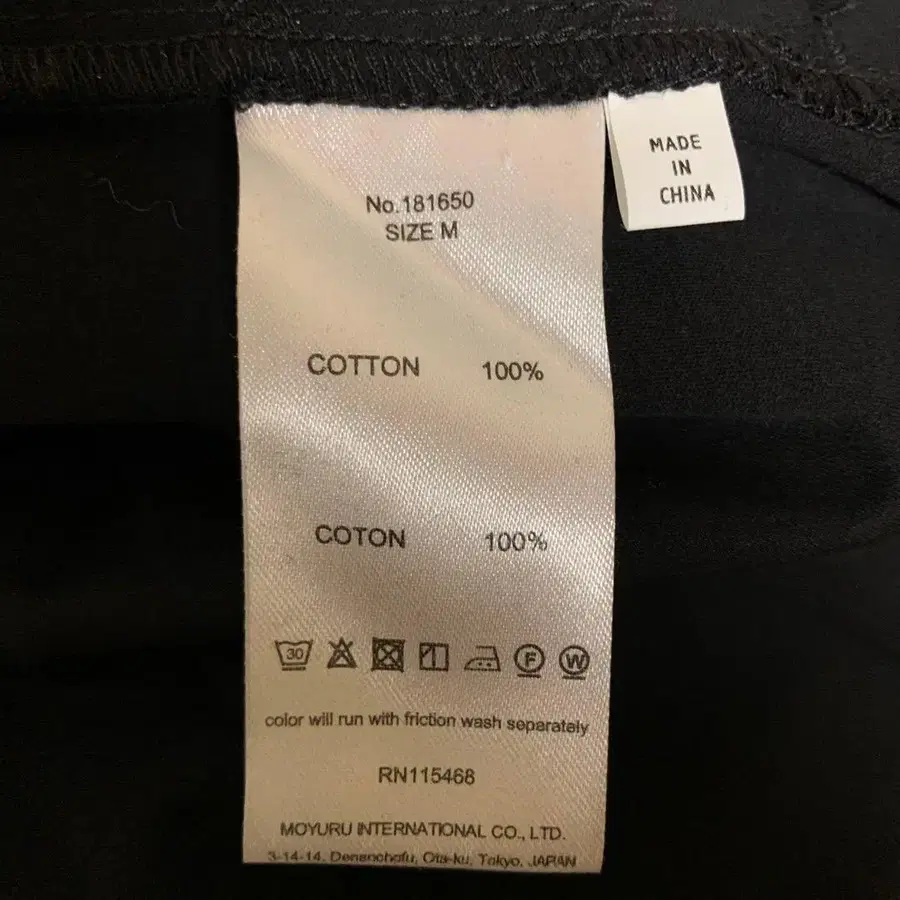 MADE
IN
CHINA
No.181650
SIZE M
COTTON 100%
COTON 100%
30 F W
color will run with friction wash separately
RN115468
MOYURU INTERNATIONAL CO., LTD.
3-14-14, Denenchofu, Ota-ku, Tokyo, JAPAN